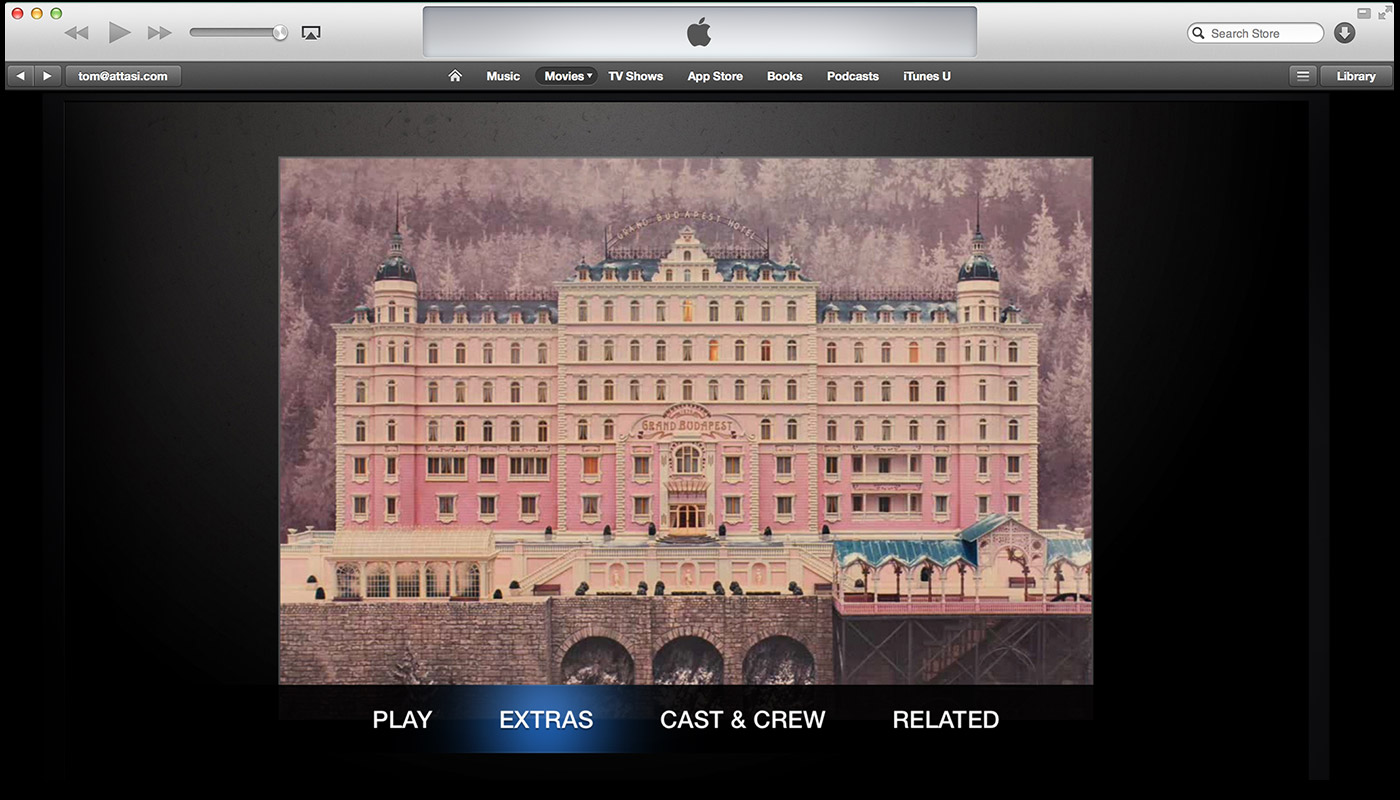 Search Store
tom@attasi.com
Music
Movies
TV Shows
App Store
Books
Podcasts
iTunes U
Library
GRAND BUDAPEST HOTEL
GRAND BUDAPEST
PLAY
EXTRAS
CAST & CREW
RELATED